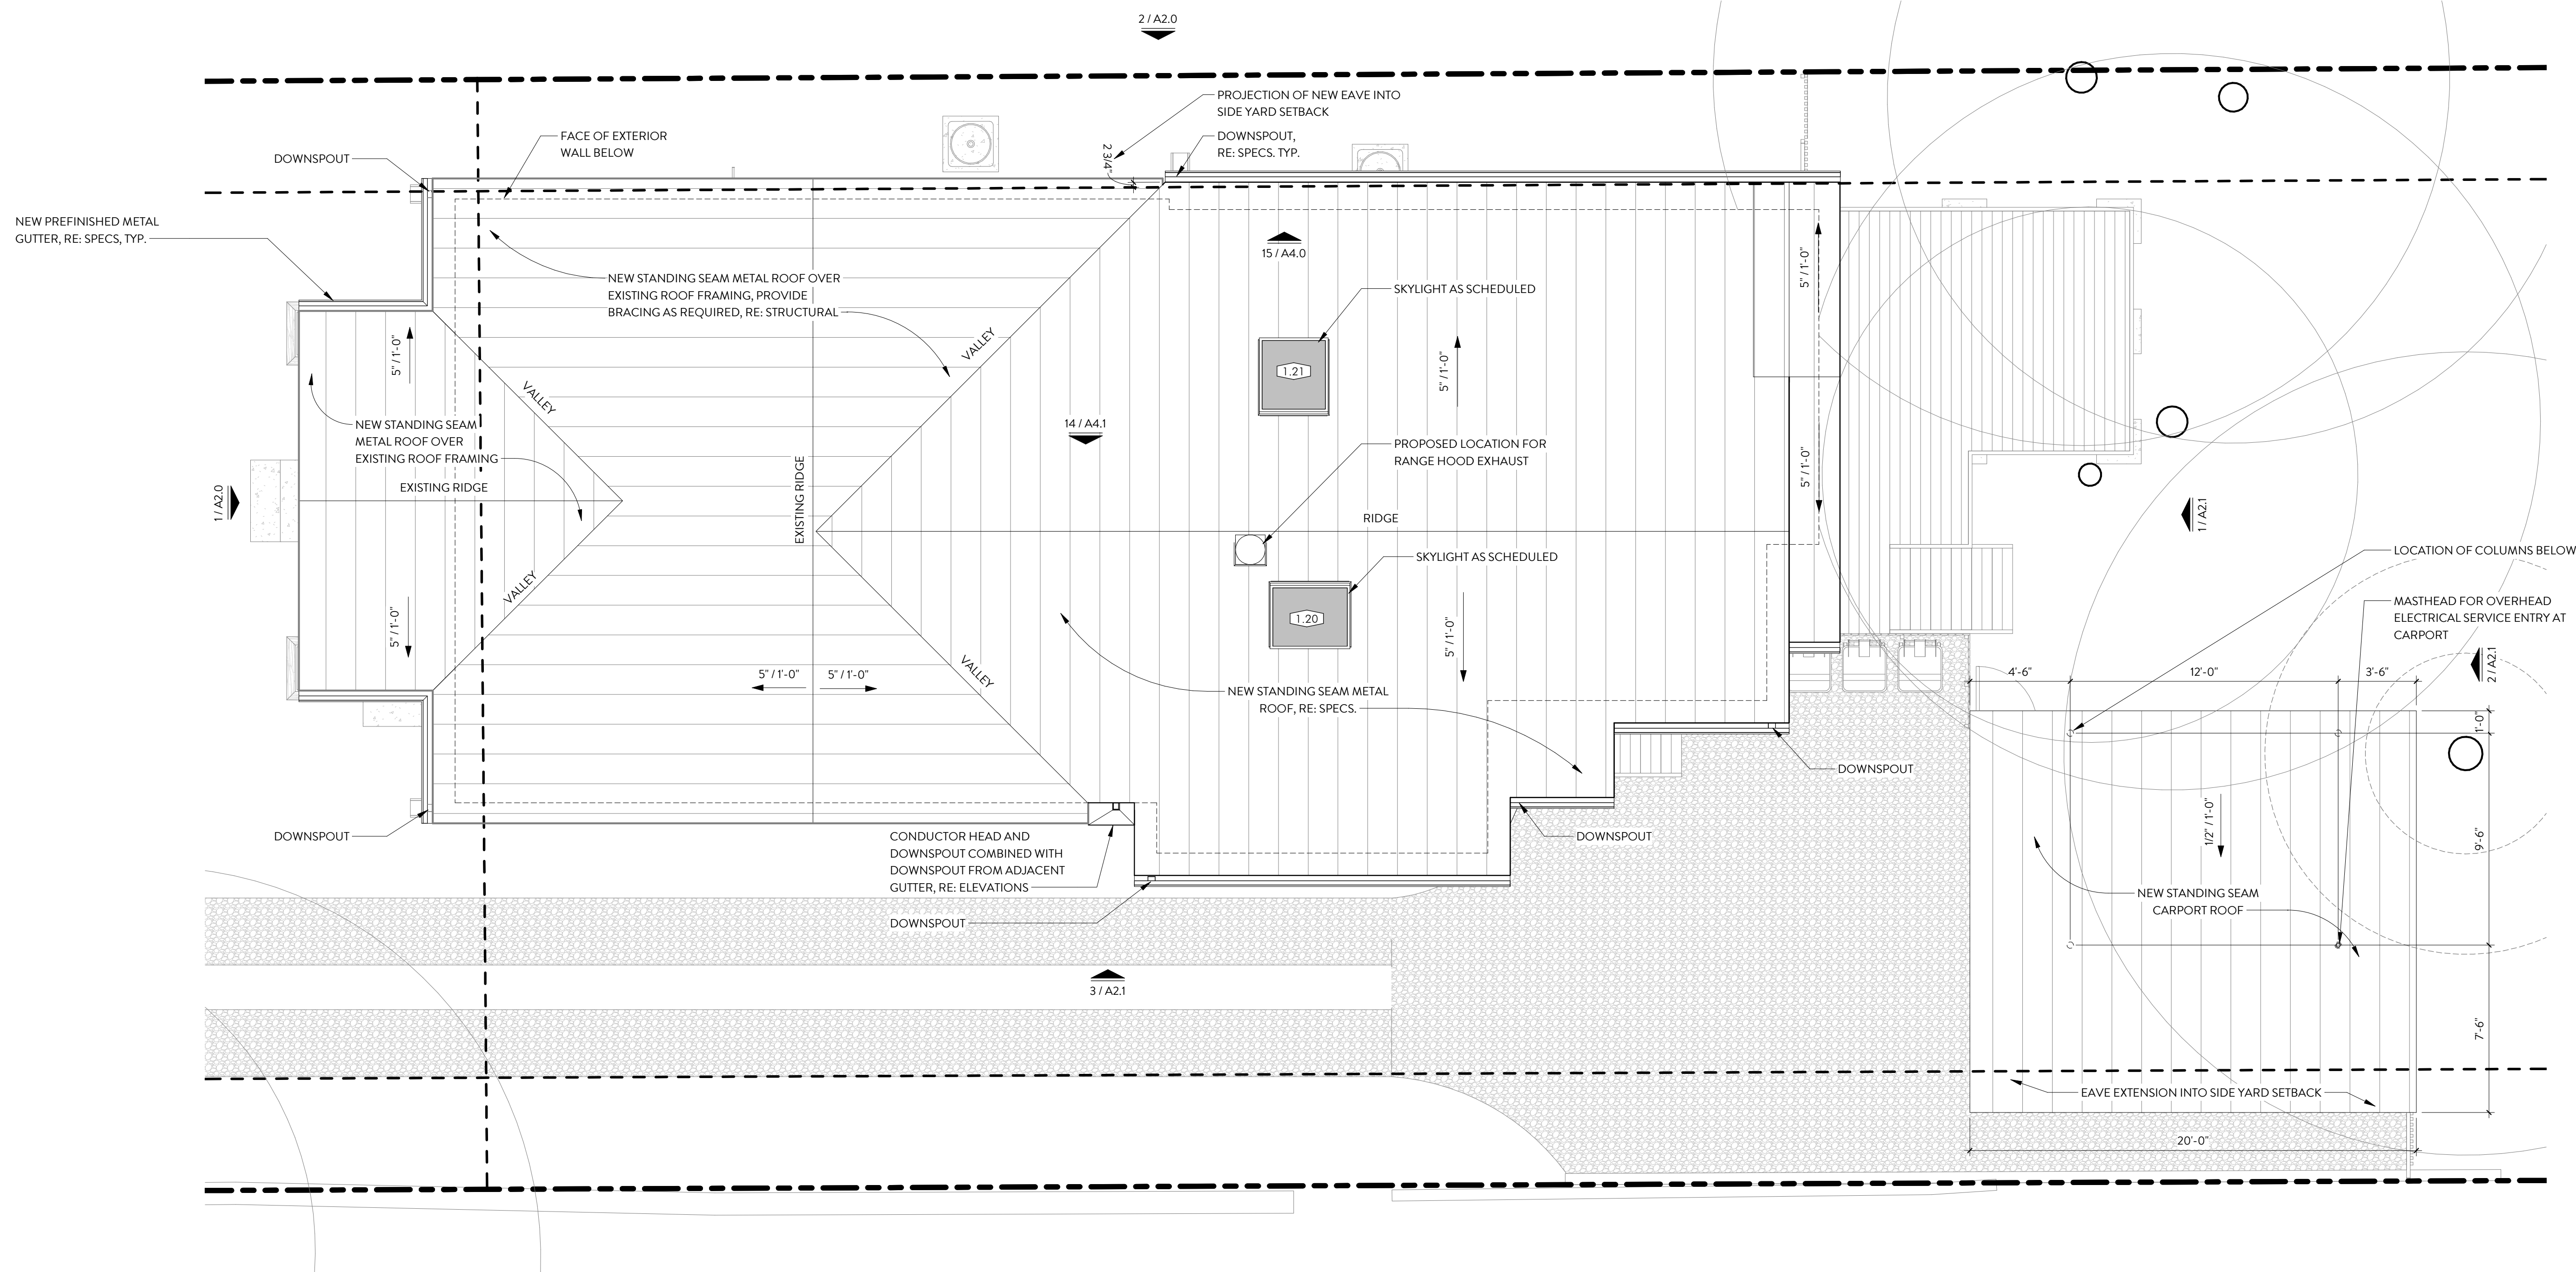 2 / A2.0
PROJECTION OF NEW EAVE INTO
SIDE YARD SETBACK
FACE OF EXTERIOR
WALL BELOW
DOWNSPOUT,
RE: SPECS. TYP.
2 3/4"
DOWNSPOUT
NEW PREFINISHED METAL
GUTTER, RE: SPECS, TYP.
15 / A4.0
5" / 1'-0"
NEW STANDING SEAM METAL ROOF OVER
EXISTING ROOF FRAMING, PROVIDE
BRACING AS REQUIRED, RE: STRUCTURAL
SKYLIGHT AS SCHEDULED
VALLEY
5" / 1'-0"
1.21
5" / 1'-0"
VALLEY
NEW STANDING SEAM
METAL ROOF OVER
EXISTING ROOF FRAMING
14 / A4.1
PROPOSED LOCATION FOR
RANGE HOOD EXHAUST
5" / 1'-0"
EXISTING RIDGE
EXISTING RIDGE
1 / A2.0
RIDGE
1 / A2.1
SKYLIGHT AS SCHEDULED
LOCATION OF COLUMNS BELOW
VALLEY
1.20
MASTHEAD FOR OVERHEAD
ELECTRICAL SERVICE ENTRY AT
CARPORT
5" / 1'-0"
5" / 1'-0"
VALLEY
5" / 1'-0"
5" / 1'-0"
4'-6"
12'-0"
3'-6"
2 / A2.1
NEW STANDING SEAM METAL
ROOF, RE: SPECS.
1'-0"
DOWNSPOUT
DOWNSPOUT
CONDUCTOR HEAD AND
DOWNSPOUT COMBINED WITH
DOWNSPOUT FROM ADJACENT
GUTTER, RE: ELEVATIONS
DOWNSPOUT
1/2" / 1'-0"
9'-6"
NEW STANDING SEAM
CARPORT ROOF
DOWNSPOUT
3 / A2.1
7'-6"
EAVE EXTENSION INTO SIDE YARD SETBACK
20'-0"